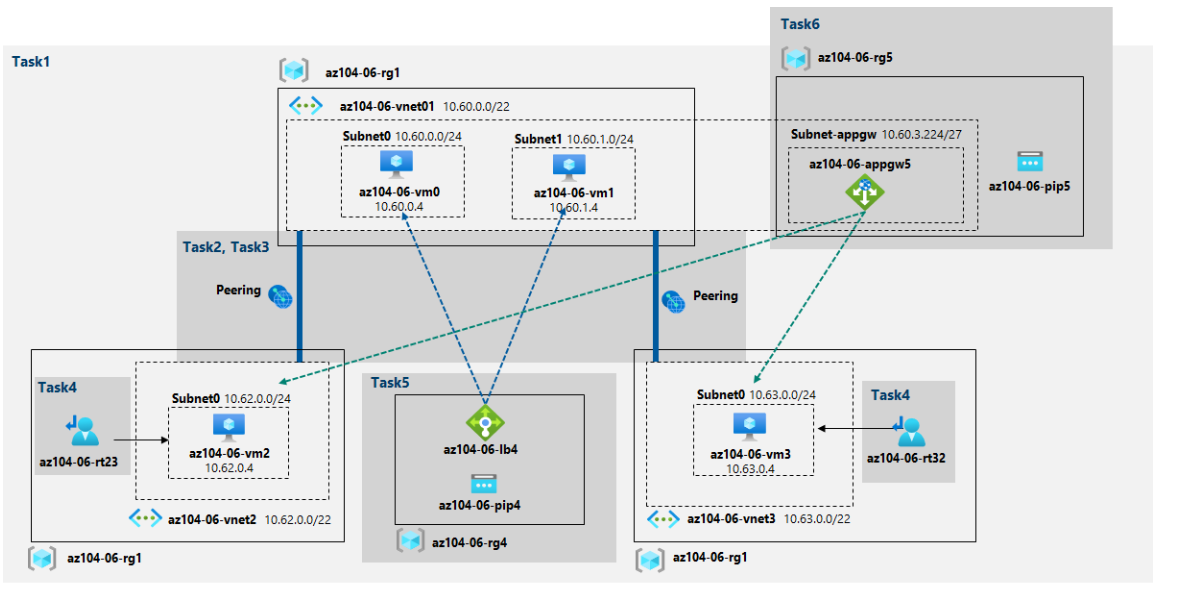 Task6
az104-06-rg5
Task1
az104-06-rg1
az104-06-vnet01 10.60.0.0/22
Subnet0 10.60.0.0/24
az104-06-vm0
10.60.0.4
Subnet1 10.60.1.0/24
az104-06-vm1
10.60.1.4
Subnet-appgw 10.60.3.224/27
az104-06-appgw5
az104-06-pip5
Task2, Task3
Peering
Peering
Task4
az104-06-rt23
Subnet0 10.62.0.0/24
az104-06-vm2
10.62.0.4
az104-06-vnet2 10.62.0.0/22
az104-06-rg1
Task5
az104-06-lb4
az104-06-pip4
az104-06-rg4
Subnet0 10.63.0.0/24
az104-06-vm3
10.63.0.4
Task4
az104-06-rt32
az104-06-vnet3 10.63.0.0/22
az104-06-rg1